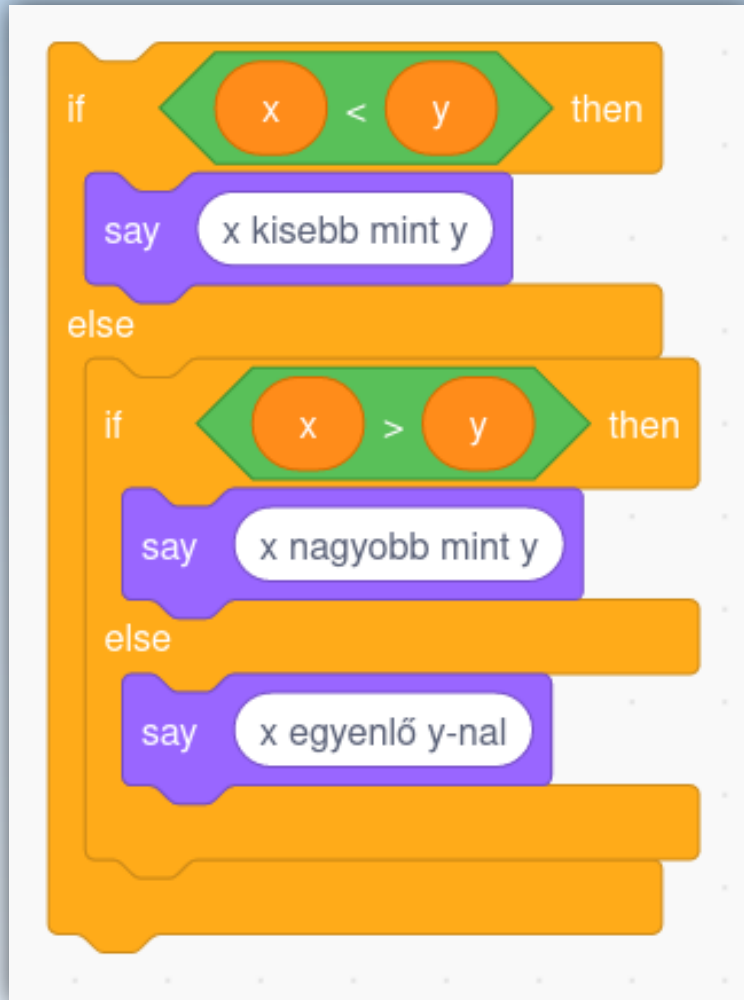 if x < y then
say x kisebb mint y
else
if x > y then
say x nagyobb mint y
else
say x egyenlő y-nal